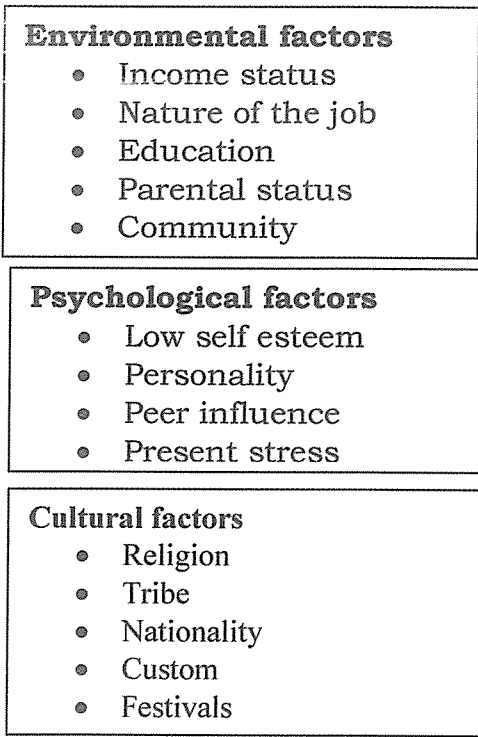 Environmental factors
• Income status
• Nature of the job
• Education
• Parental status
• Community
Psychological factors
• Low self esteem
• Personality
• Peer influence
• Present stress
Cultural factors
• Religion
• Tribe
• Nationality
• Custom
• Festivals